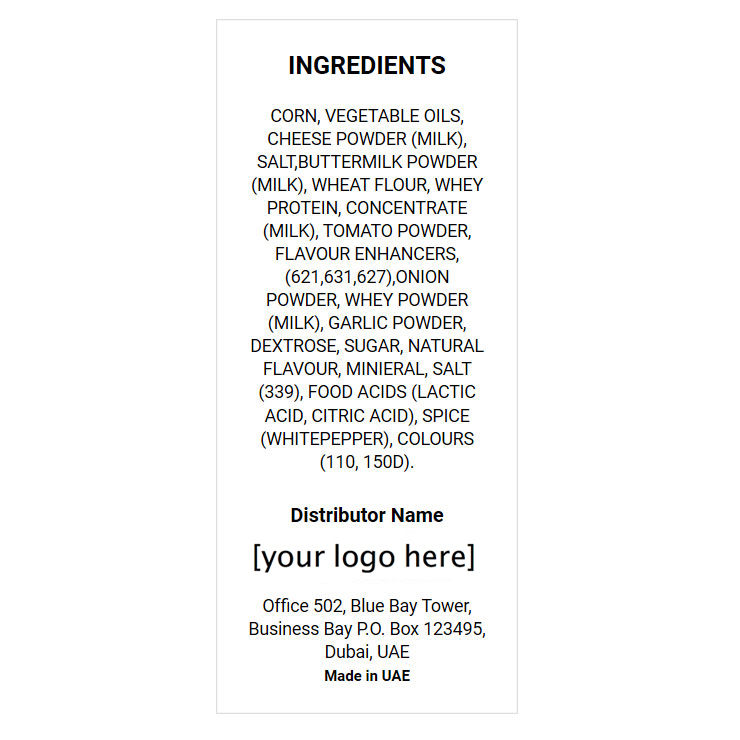 INGREDIENTS
CORN, VEGETABLE OILS,
CHEESE POWDER (MILK),
SALT,BUTTERMILK POWDER
(MILK), WHEAT FLOUR, WHEY
PROTEIN, CONCENTRATE
(MILK), TOMATO POWDER,
FLAVOUR ENHANCERS,
(621,631,627),ONION
POWDER, WHEY POWDER
(MILK), GARLIC POWDER,
DEXTROSE, SUGAR, NATURAL
FLAVOUR, MINIERAL, SALT
(339), FOOD ACIDS (LACTIC
ACID, CITRIC ACID), SPICE
(WHITEPEPPER), COLOURS
(110, 150D).
Distributor Name
[your logo here]
Office 502, Blue Bay Tower,
Business Bay P.O. Box 123495,
Dubai, UAE
Made in UAE